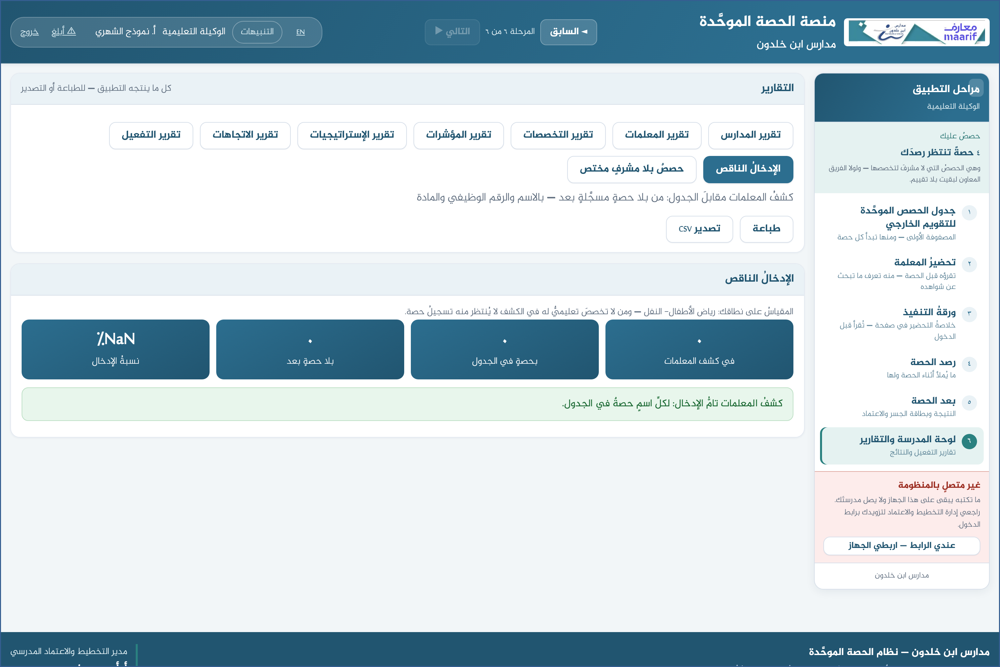 معارف
maarif
مدارس
ابن خلدون
منصة الحصة الموحَّدة
مدارس ابن خلدون
◄ السابق
المرحلة ٦ من ٦
التالي ▶
EN
التنبيهات
الوكيلة التعليمية
أ. نموذج الشهري
⚠ أبلغ
خروج
مراحل التطبيق
الوكيلة التعليمية
حصصٌ عليك
٤ حصةً تنتظر رصدَك
وهي الحصصُ التي لا مشرفَ لتخصصها — ولولا الفريق
المعاون لبقيت بلا تقييم.
١
جدول الحصص الموحَّدة
للتقويم الخارجي
المصفوفة الأولى — ومنها تبدأ كل حصة
٢
تحضيرُ المعلمة
تقرؤه قبل الحصة — منه تعرف ما تبحث
عن شواهده
٣
ورقةُ التنفيذ
خلاصةُ التحضير في صفحة — تُقرأ قبل
الدخول
٤
رصد الحصة
ما يُملأ أثناء الحصة ولها
٥
بعد الحصة
النتيجة وبطاقة الجسر والاعتماد
٦
لوحة المدرسة والتقارير
تقارير التفعيل والنتائج
غير متصلٍ بالمنظومة
ما تكتبه يبقى على هذا الجهاز ولا يصل مدرستَك.
راجعي إدارة التخطيط والاعتماد لتزويدك برابط
الدخول.
عندي الرابط — اربطي الجهاز
مدارس ابن خلدون
التقارير
كل ما ينتجه التطبيق — للطباعة أو التصدير
تقرير المدارس
تقرير المعلمات
تقرير التخصصات
تقرير المؤشرات
تقرير الإستراتيجيات
تقرير الاتجاهات
تقرير التفعيل
الإدخالُ الناقص
حصصٌ بلا مشرفٍ مختص
كشفُ المعلمات مقابلَ الجدول: من بلا حصةٍ مسجَّلةٍ بعد — بالاسم والرقم الوظيفي والمادة
طباعة
تصدير CSV
الإدخالُ الناقص
المقياسُ على نطاقك: رياض الأطفال- النفل — ومن لا تخصصَ تعليميٌّ له في الكشف لا يُنتظر منه تسجيلُ حصة.
٠
في كشف المعلمات
٠
بحصةٍ في الجدول
٠
بلا حصةٍ بعد
٪NaN
نسبةُ الإدخال
كشفُ المعلمات تامُّ الإدخال: لكلِّ اسمٍ حصةٌ في الجدول.
مدارس ابن خلدون — نظام الحصة الموحَّدة
مدير التخطيط والاعتماد المدرسي